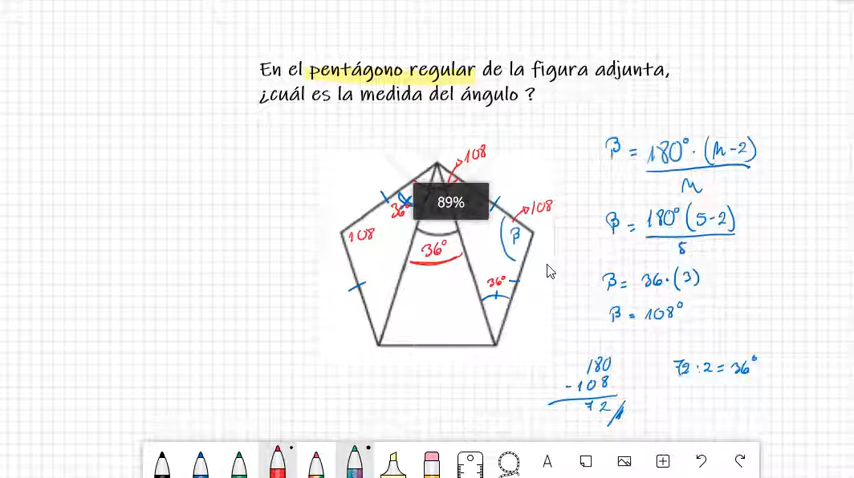 En el pentágono regular de la figura adjunta,
¿cuál es la medida del ángulo ?
108
36°
89%
108
108
β
36°
36°
β = 180° · (n-2)
n
β = 180° (5-2)
5
β = 36 · (3)
β = 108°
180
-108
72
72 : 2 = 36°
A